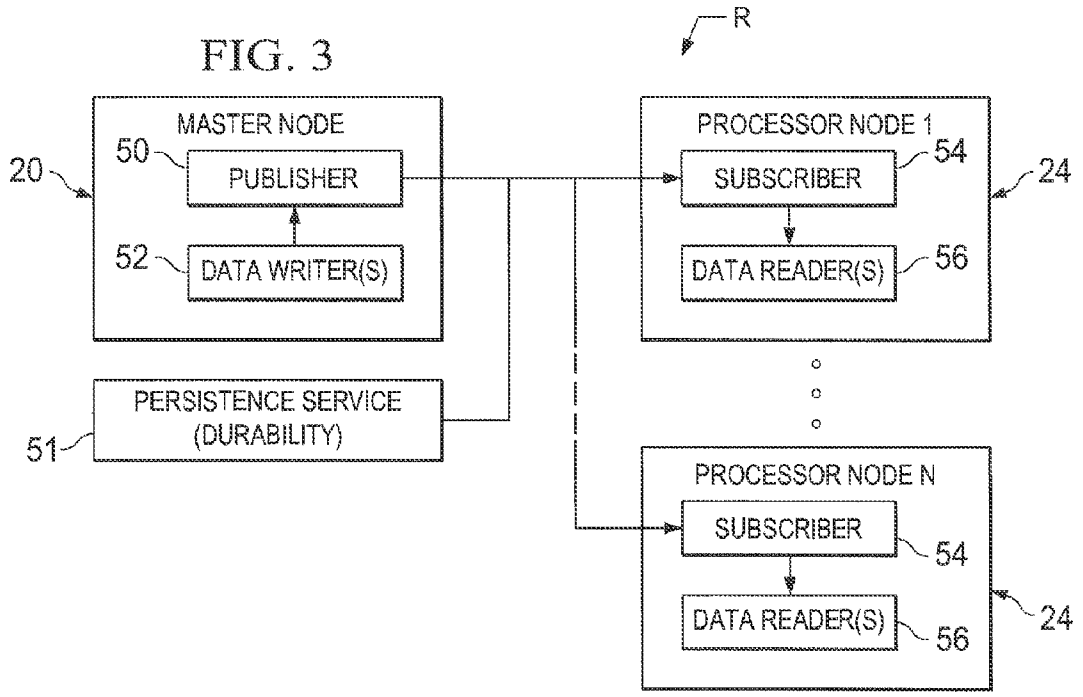 R
FIG. 3
MASTER NODE
50
PUBLISHER
20
52
DATA WRITER(S)
PERSISTENCE SERVICE
(DURABILITY)
51
PROCESSOR NODE 1
54
SUBSCRIBER
24
DATA READER(S)
56
PROCESSOR NODE N
SUBSCRIBER
54
DATA READER(S)
56
24